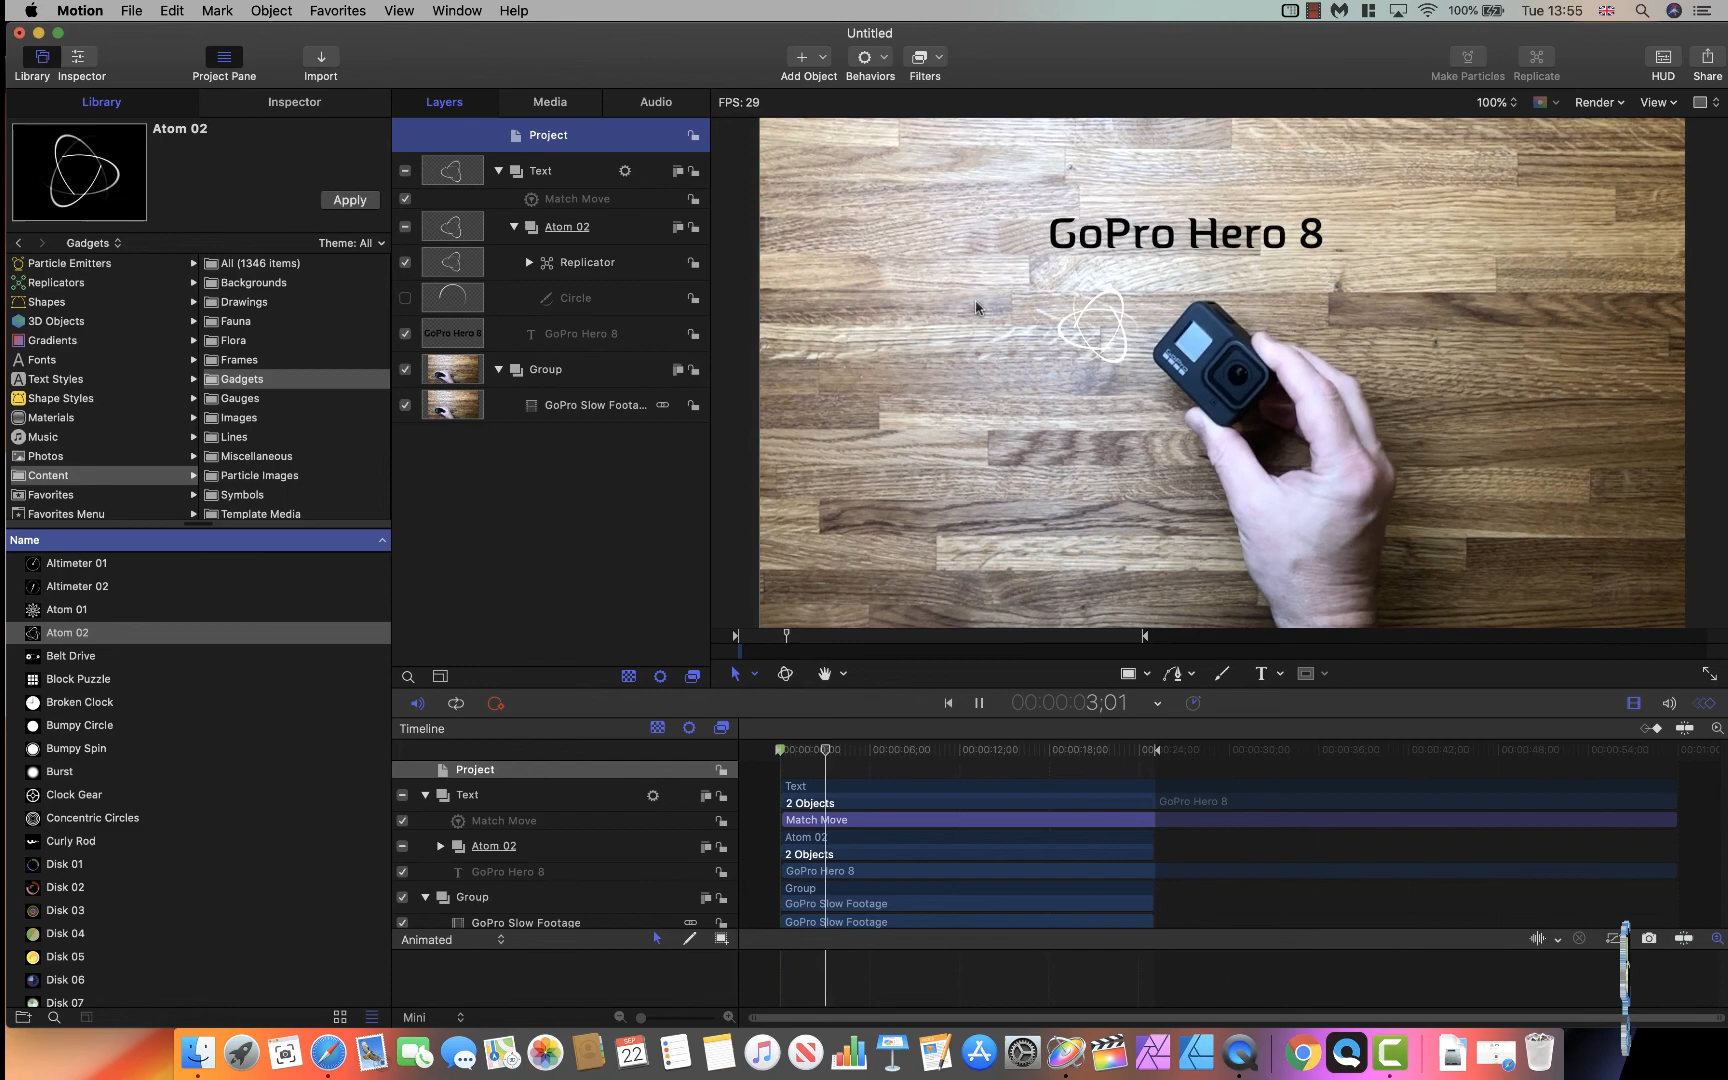 Motion File Edit Mark Object Favorites View Window Help 100% Tue 13:55
Untitled
Library Inspector Project Pane Import Add Object Behaviors Filters Make Particles Replicate HUD Share
Library Inspector Layers Media Audio FPS: 29 100% Render View
Atom 02
Apply
Gadgets Theme: All
Particle Emitters
Replicators
Shapes
3D Objects
Gradients
Fonts
Text Styles
Shape Styles
Materials
Music
Photos
Content
Favorites
Favorites Menu
All (1346 items)
Backgrounds
Drawings
Fauna
Flora
Frames
Gadgets
Gauges
Images
Lines
Miscellaneous
Particle Images
Symbols
Template Media
Name
Altimeter 01
Altimeter 02
Atom 01
Atom 02
Belt Drive
Block Puzzle
Broken Clock
Bumpy Circle
Bumpy Spin
Burst
Clock Gear
Concentric Circles
Curly Rod
Disk 01
Disk 02
Disk 03
Disk 04
Disk 05
Disk 06
Disk 07
Project
Text
Match Move
Atom 02
Replicator
Circle
GoPro Hero 8 T GoPro Hero 8
Group
GoPro Slow Foota...
GoPro Hero 8
T
00:00:00:03;01
Timeline
00:00:06;00 00:00:12;00 00:00:18;00 00:00:24;00 00:00:30;00 00:00:36;00 00:00:42;00 00:00:48;00 00:00:54;00
Project
Text
Match Move
Atom 02
T GoPro Hero 8
Group
GoPro Slow Footage
Text
2 Objects GoPro Hero 8
Match Move
Atom 02
2 Objects
GoPro Hero 8
Group
GoPro Slow Footage
GoPro Slow Footage
Animated
Mini
SEP
22